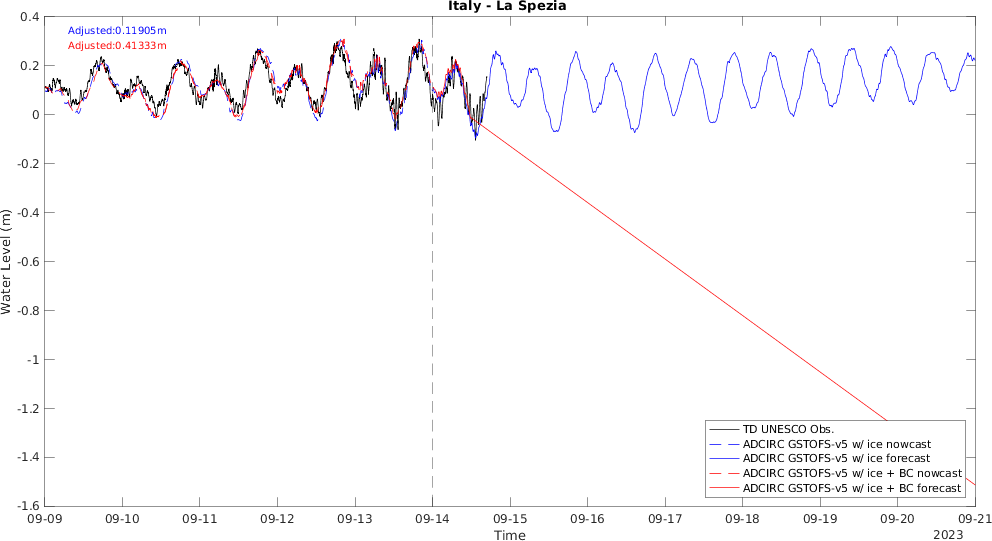 Italy - La Spezia
Adjusted:0.11905m
Adjusted:0.41333m
0.4
0.2
0
-0.2
-0.4
-0.6
-0.8
-1
-1.2
-1.4
-1.6
Water Level (m)
TD UNESCO Obs.
ADCIRC GSTOFS-v5 w/ ice nowcast
ADCIRC GSTOFS-v5 w/ ice forecast
ADCIRC GSTOFS-v5 w/ ice + BC nowcast
ADCIRC GSTOFS-v5 w/ ice + BC forecast
09-09 09-10 09-11 09-12 09-13 09-14 09-15 09-16 09-17 09-18 09-19 09-20 09-21
Time
2023